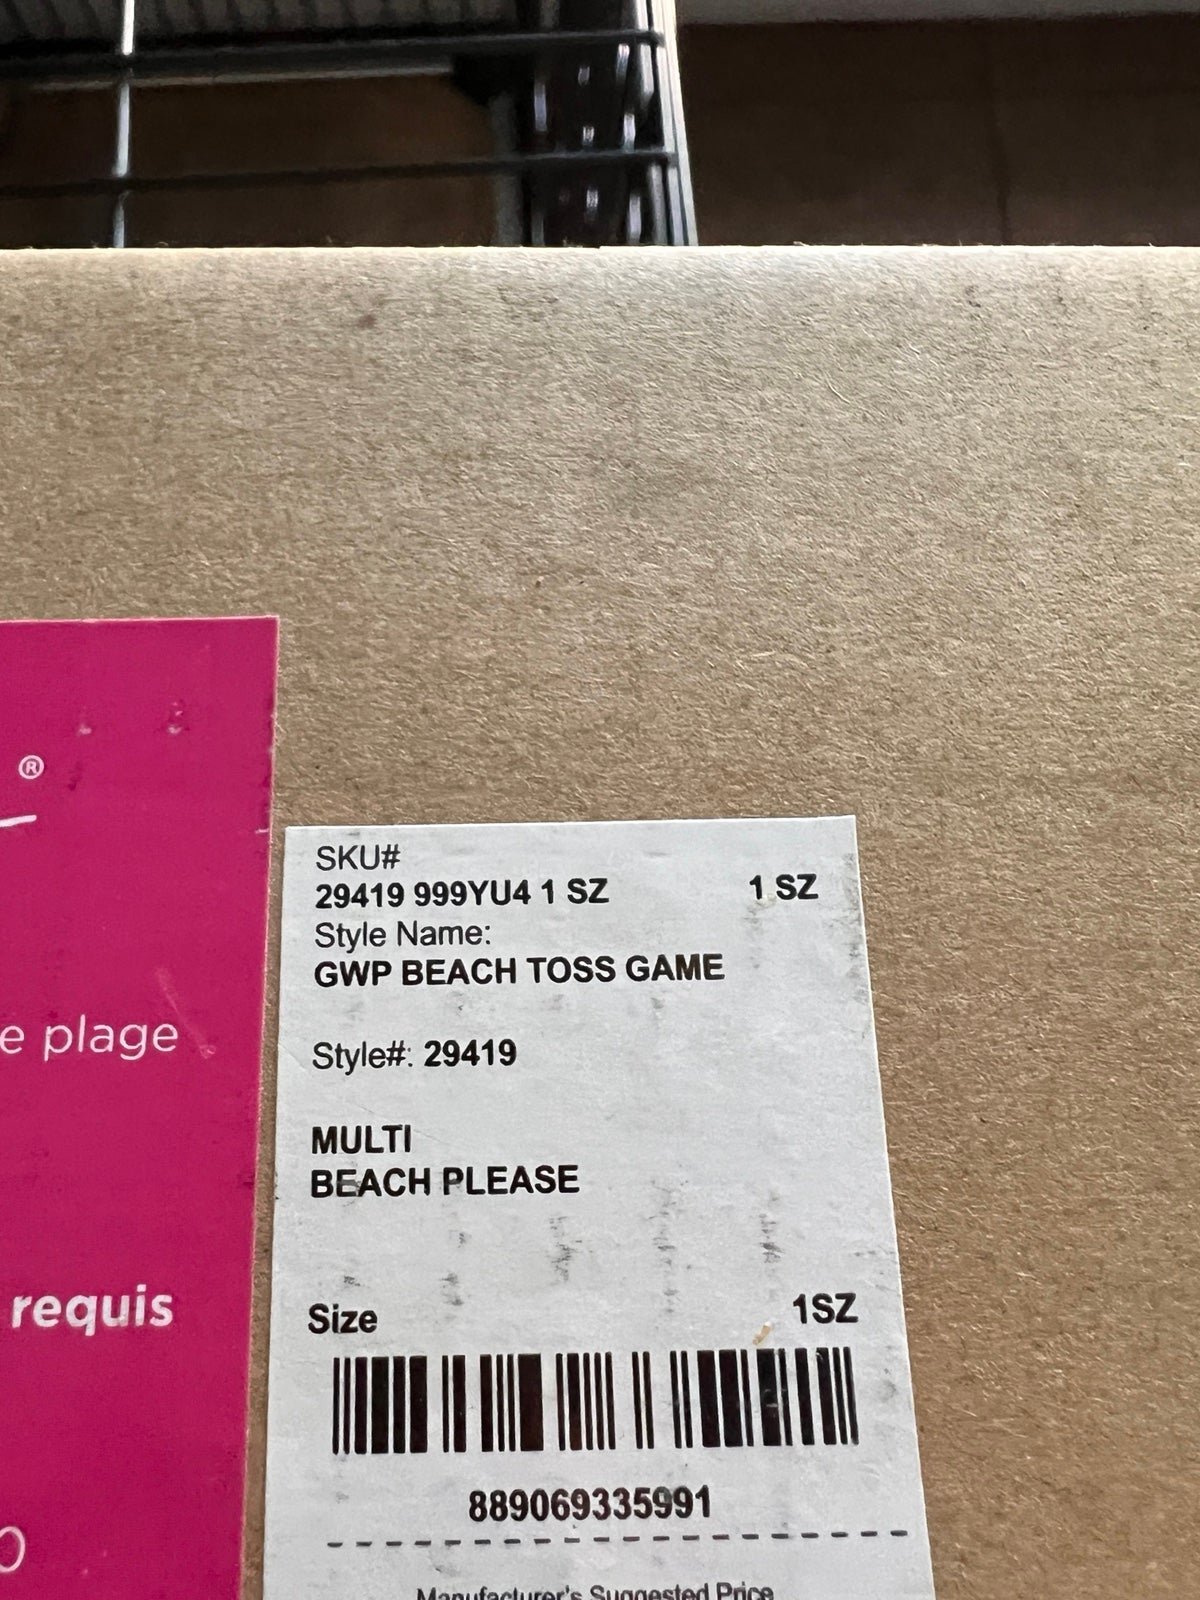 ®
e plage
requis
SKU#
29419 999YU4 1 SZ 1 SZ
Style Name:
GWP BEACH TOSS GAME
Style#: 29419
MULTI
BEACH PLEASE
Size 1SZ
889069335991
Manufacturer's Suggested Price